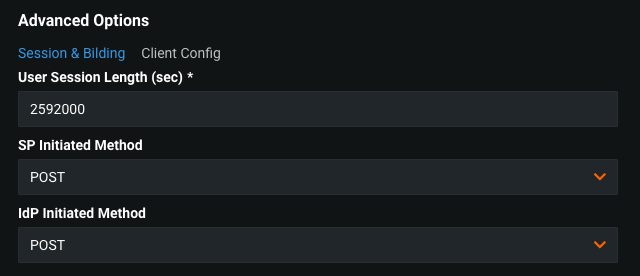 Advanced Options
Session & Bilding Client Config
User Session Length (sec) *
2592000
SP Initiated Method
POST
IdP Initiated Method
POST